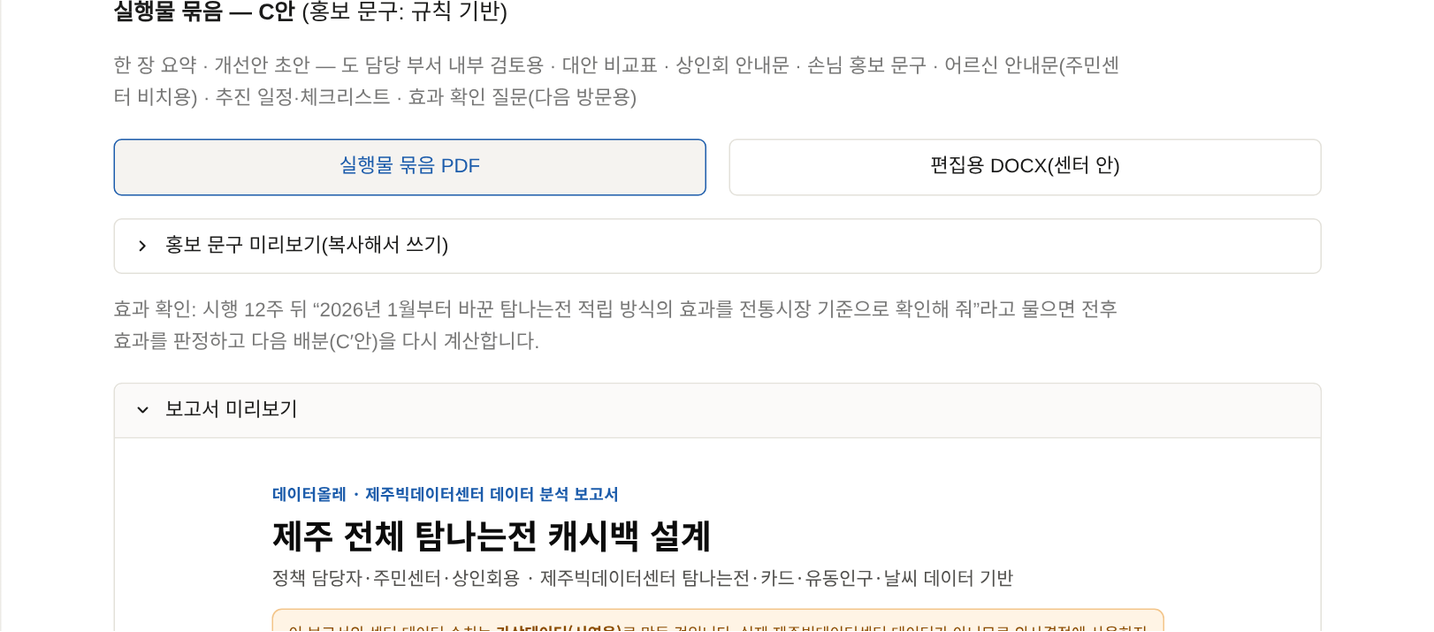 실행물 묶음 — C안 (홍보 문구: 규칙 기반)
한 장 요약 · 개선안 초안 — 도 담당 부서 내부 검토용 · 대안 비교표 · 상인회 안내문 · 손님 홍보 문구 · 어르신 안내문(주민센
터 비치용) · 추진 일정·체크리스트 · 효과 확인 질문(다음 방문용)
실행물 묶음 PDF
편집용 DOCX(센터 안)
홍보 문구 미리보기(복사해서 쓰기)
효과 확인: 시행 12주 뒤 “2026년 1월부터 바꾼 탐나는전 적립 방식의 효과를 전통시장 기준으로 확인해 줘”라고 물으면 전후
효과를 판정하고 다음 배분(C′안)을 다시 계산합니다.
보고서 미리보기
데이터올레 · 제주빅데이터센터 데이터 분석 보고서
제주 전체 탐나는전 캐시백 설계
정책 담당자·주민센터·상인회용 · 제주빅데이터센터 탐나는전·카드·유동인구·날씨 데이터 기반